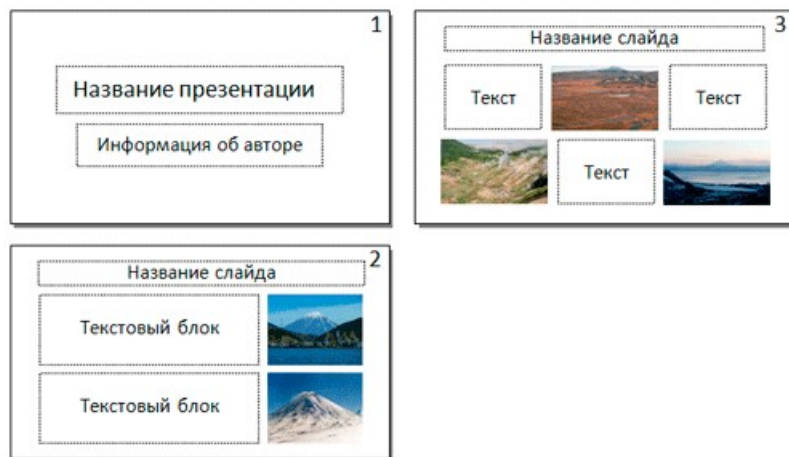 1
Название презентации
Информация об авторе
3
Название слайда
Текст
Текст
Текст
2
Название слайда
Текстовый блок
Текстовый блок